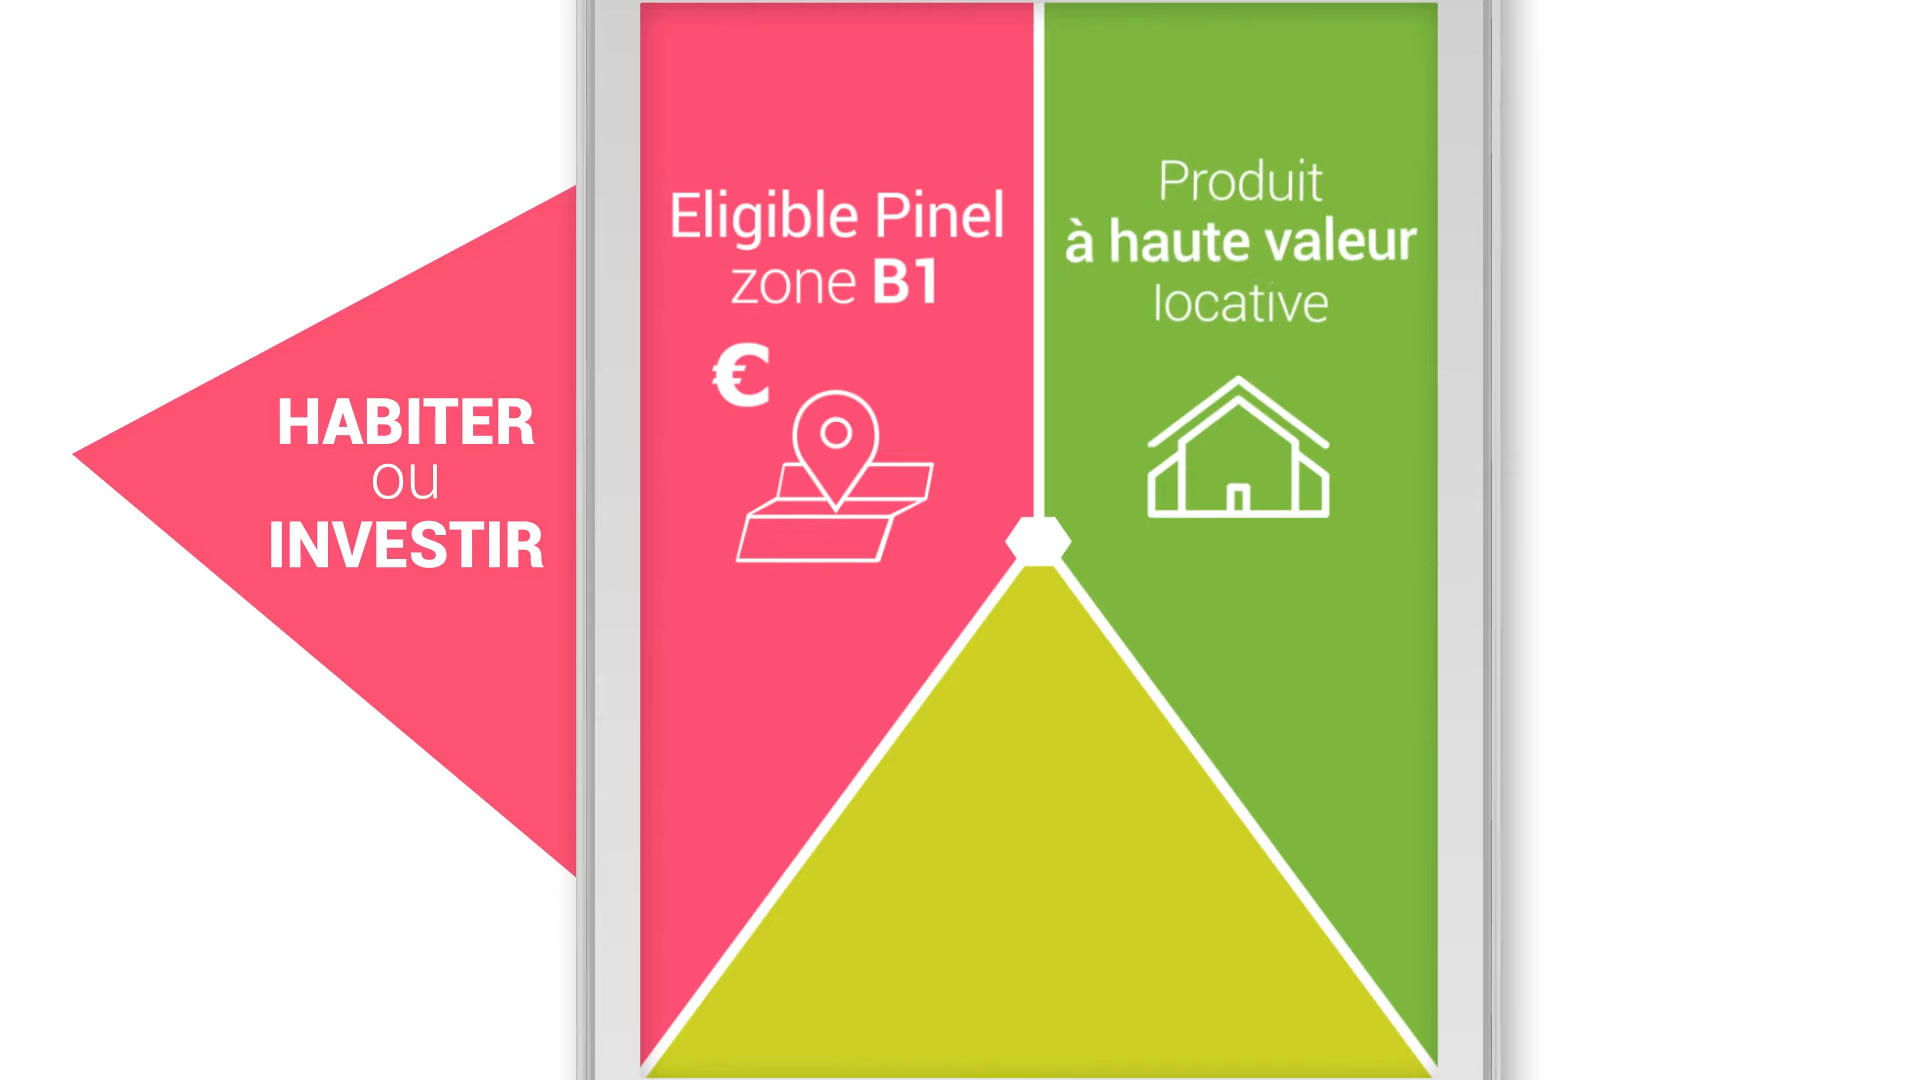 HABITER
ou
INVESTIR
Eligible Pinel
zone B1
€
Produit
à haute valeur
locative